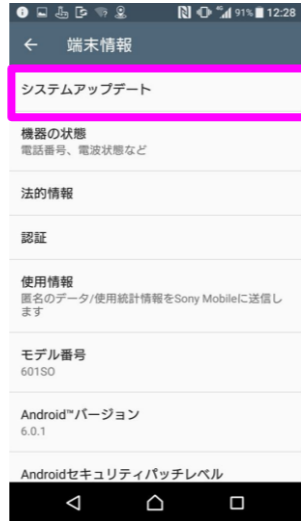 91% 12:28
端末情報
システムアップデート
機器の状態
電話番号、電波状態など
法的情報
認証
使用情報
匿名のデータ/使用統計情報をSony Mobileに送信し
ます
モデル番号
601SO
Android™バージョン
6.0.1
Androidセキュリティパッチレベル